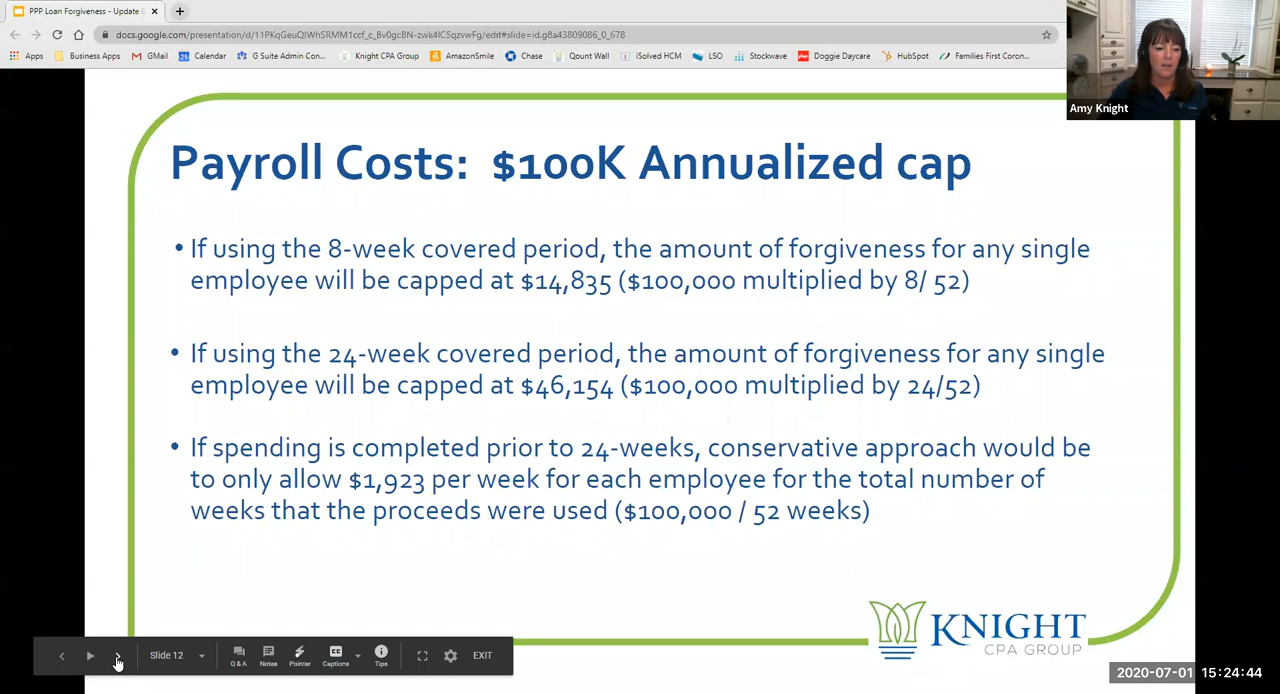 PPP Loan Forgiveness - Update
docs.google.com/presentation/d/11PKqGeuQIWhSRMM1ccf_c_Bv0gcBN-zwk4IC5qzvwFg/edit#slide=id.g8a43809086_0_678
Apps Business Apps GMail Calendar G Suite Admin Con... Knight CPA Group AmazonSmile Chase Qount Wall iSolved HCM LSO Stockwave Doggie Daycare HubSpot Families First Coron...
Amy Knight
Payroll Costs: $100K Annualized cap
• If using the 8-week covered period, the amount of forgiveness for any single
employee will be capped at $14,835 ($100,000 multiplied by 8/ 52)
• If using the 24-week covered period, the amount of forgiveness for any single
employee will be capped at $46,154 ($100,000 multiplied by 24/52)
• If spending is completed prior to 24-weeks, conservative approach would be
to only allow $1,923 per week for each employee for the total number of
weeks that the proceeds were used ($100,000 / 52 weeks)
KNIGHT
CPA GROUP
Slide 12 Q&A Notes Pointer Captions Tips EXIT
2020-07-01 15:24:44